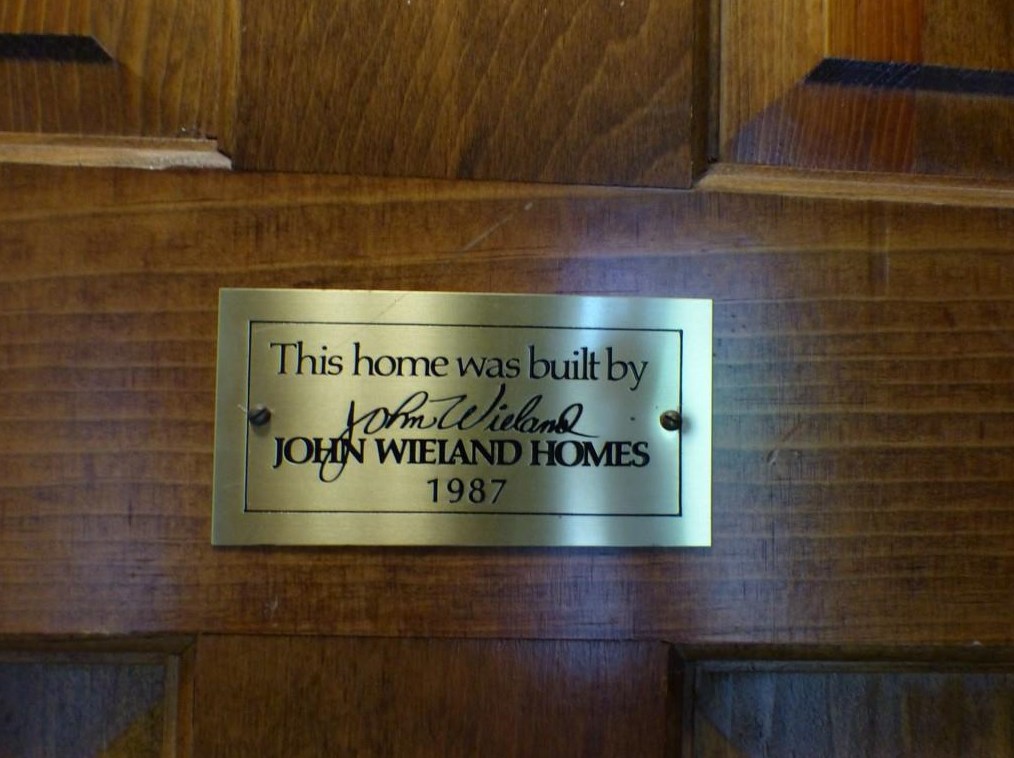 This home was built by
John Wieland
JOHN WIELAND HOMES
1987